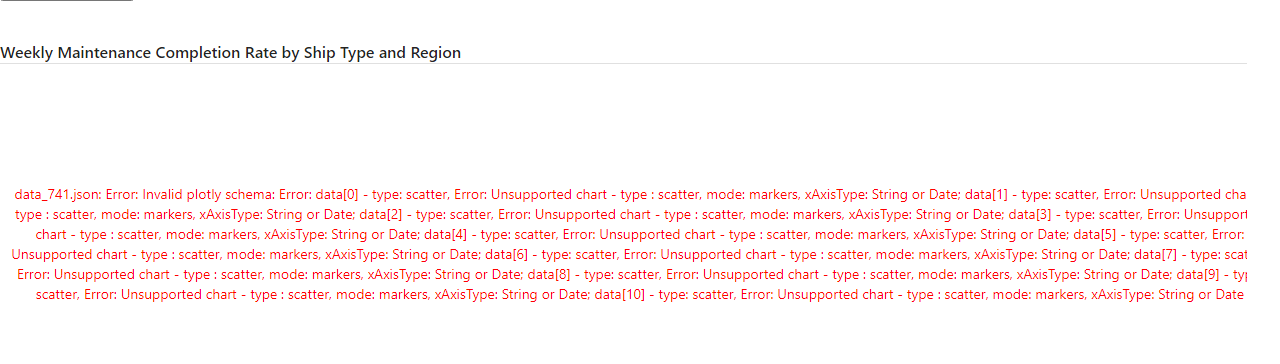 Weekly Maintenance Completion Rate by Ship Type and Region
data_741.json: Error: Invalid plotly schema: Error: data[0] - type: scatter, Error: Unsupported chart - type : scatter, mode: markers, xAxisType: String or Date; data[1] - type: scatter, Error: Unsupported cha
type : scatter, mode: markers, xAxisType: String or Date; data[2] - type: scatter, Error: Unsupported chart - type : scatter, mode: markers, xAxisType: String or Date; data[3] - type: scatter, Error: Unsupport
chart - type : scatter, mode: markers, xAxisType: String or Date; data[4] - type: scatter, Error: Unsupported chart - type : scatter, mode: markers, xAxisType: String or Date; data[5] - type: scatter, Error:
Unsupported chart - type : scatter, mode: markers, xAxisType: String or Date; data[6] - type: scatter, Error: Unsupported chart - type : scatter, mode: markers, xAxisType: String or Date; data[7] - type: scat
Error: Unsupported chart - type : scatter, mode: markers, xAxisType: String or Date; data[8] - type: scatter, Error: Unsupported chart - type : scatter, mode: markers, xAxisType: String or Date; data[9] - typ
scatter, Error: Unsupported chart - type : scatter, mode: markers, xAxisType: String or Date; data[10] - type: scatter, Error: Unsupported chart - type : scatter, mode: markers, xAxisType: String or Date